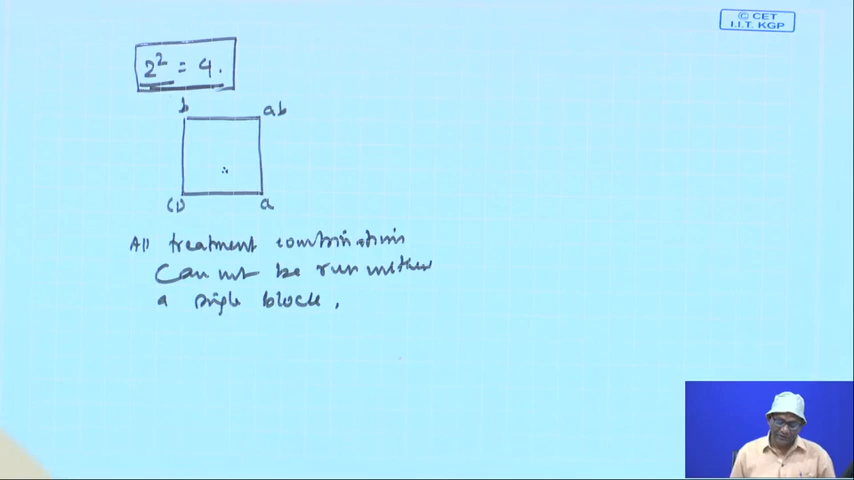 © CET
I.I.T. KGP
2² = 4.
b
ab
(1)
a
All treatment combinations
Can not be run within
a single block.